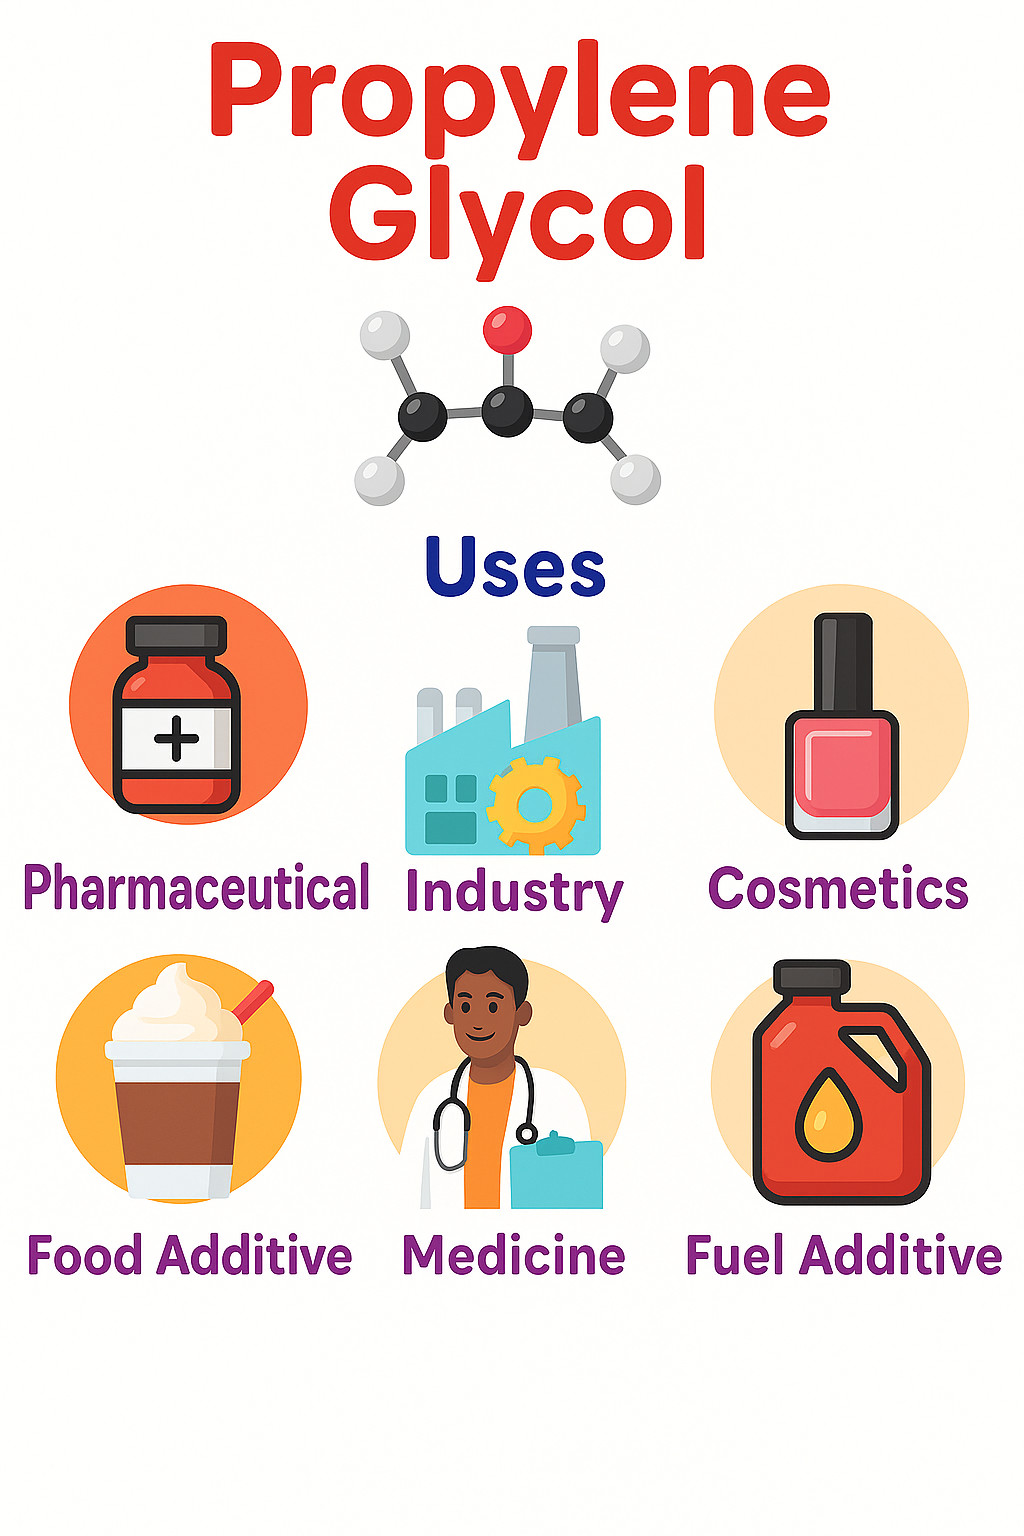 Propylene
Glycol
Uses
Pharmaceutical
Industry
Cosmetics
Food Additive
Medicine
Fuel Additive